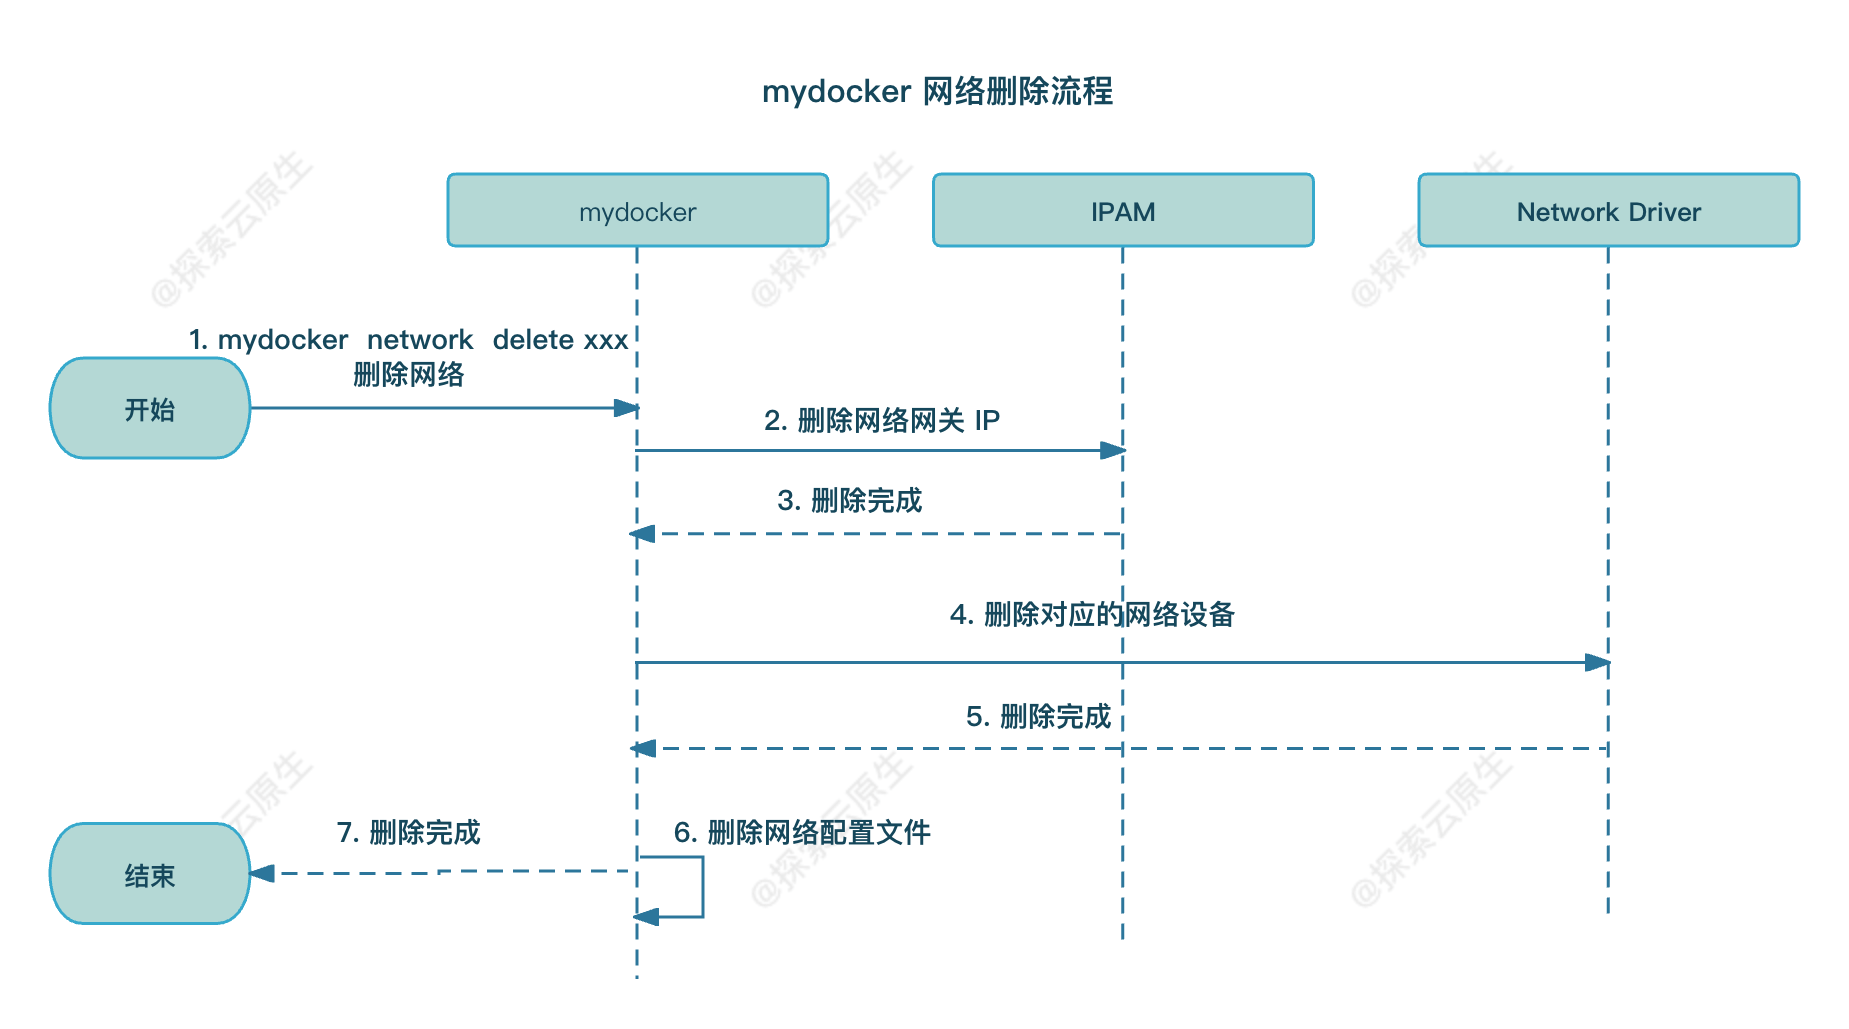 mydocker 网络删除流程
mydocker
IPAM
Network Driver
@探索云原生
@探索云原生
@探索云原生
1. mydocker network delete xxx
删除网络
开始
2. 删除网络网关 IP
3. 删除完成
4. 删除对应的网络设备
5. 删除完成
@探索云原生
@探索云原生
@探索云原生
7. 删除完成
6. 删除网络配置文件
结束